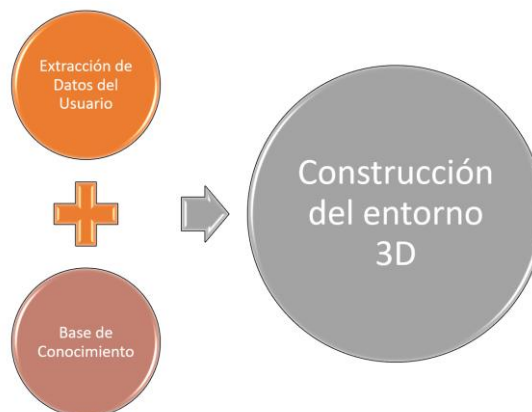 Extracción de
Datos del
Usuario
Base de
Conocimiento
Construcción
del entorno
3D